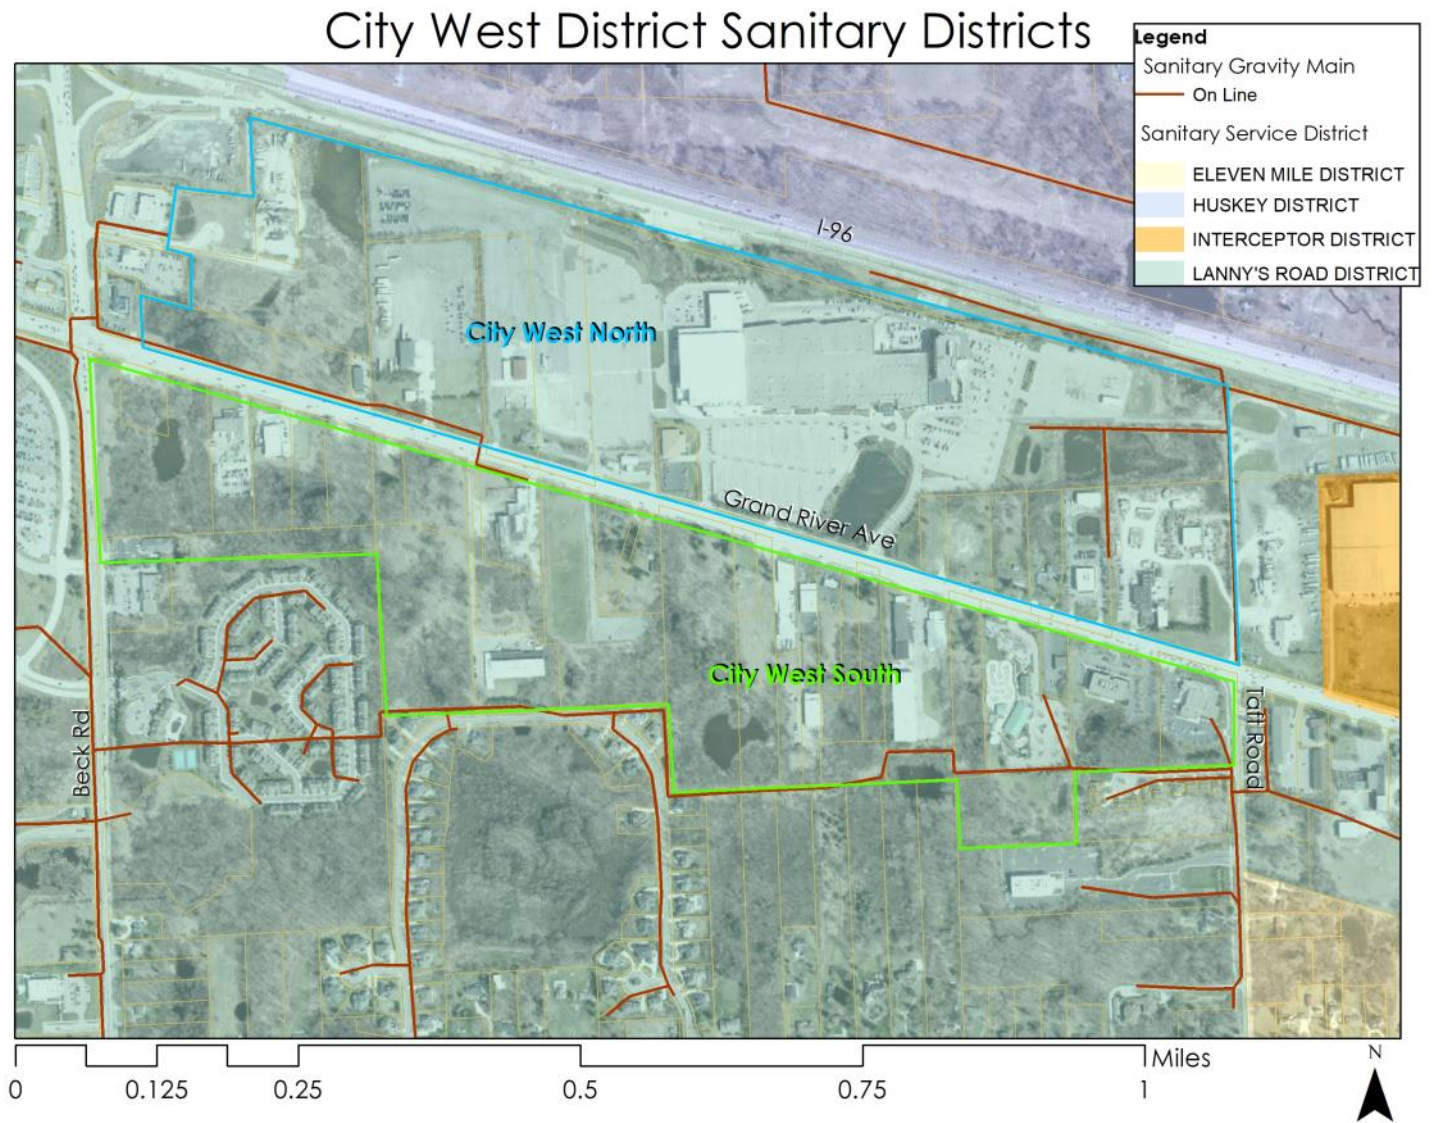 City West District Sanitary Districts
Legend
Sanitary Gravity Main
On Line
Sanitary Service District
ELEVEN MILE DISTRICT
HUSKEY DISTRICT
INTERCEPTOR DISTRICT
LANNY'S ROAD DISTRICT
I-96
City West North
Grand River Ave
City West South
Beck Rd
Taft Road
Miles
0 0.125 0.25 0.5 0.75 1
N